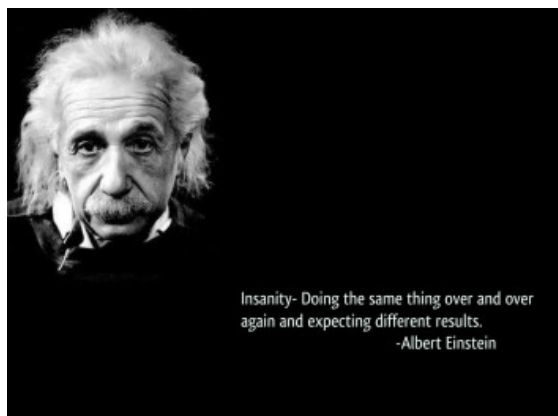 Insanity- Doing the same thing over and over
again and expecting different results.
-Albert Einstein